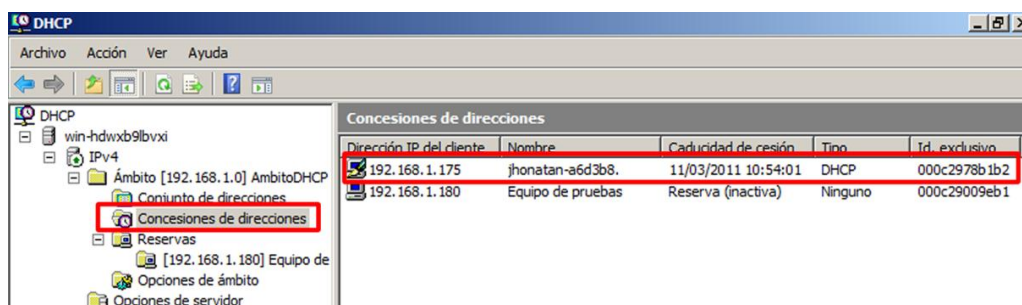 DHCP
Archivo Acción Ver Ayuda
DHCP
win-hdwxb9lbvxi
IPv4
Ámbito [192.168.1.0] AmbitoDHCP
Conjunto de direcciones
Concesiones de direcciones
Reservas
[192.168.1.180] Equipo de
Opciones de ámbito
Opciones de servidor
Concesiones de direcciones
Dirección IP del cliente Nombre Caducidad de cesión Tipo Id. exclusivo
192.168.1.175 jhonatan-a6d3b8. 11/03/2011 10:54:01 DHCP 000c2978b1b2
192.168.1.180 Equipo de pruebas Reserva (inactiva) Ninguno 000c29009eb1